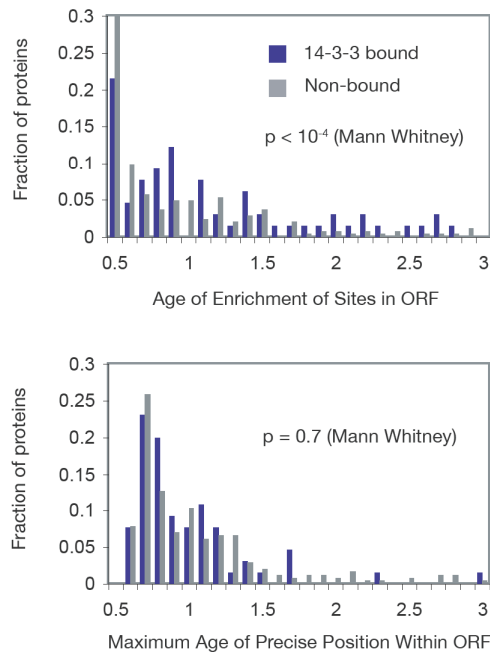 0.3
0.25
0.2
0.15
0.1
0.05
0
Fraction of proteins
14-3-3 bound
Non-bound
p < 10⁻⁴ (Mann Whitney)
0.5 1 1.5 2 2.5 3
Age of Enrichment of Sites in ORF
0.3
0.25
0.2
0.15
0.1
0.05
0
Fraction of proteins
p = 0.7 (Mann Whitney)
0.5 1 1.5 2 2.5 3
Maximum Age of Precise Position Within ORF